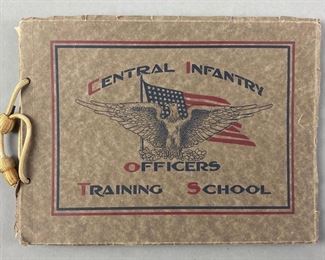 CENTRAL INFANTRY
OFFICERS
TRAINING SCHOOL